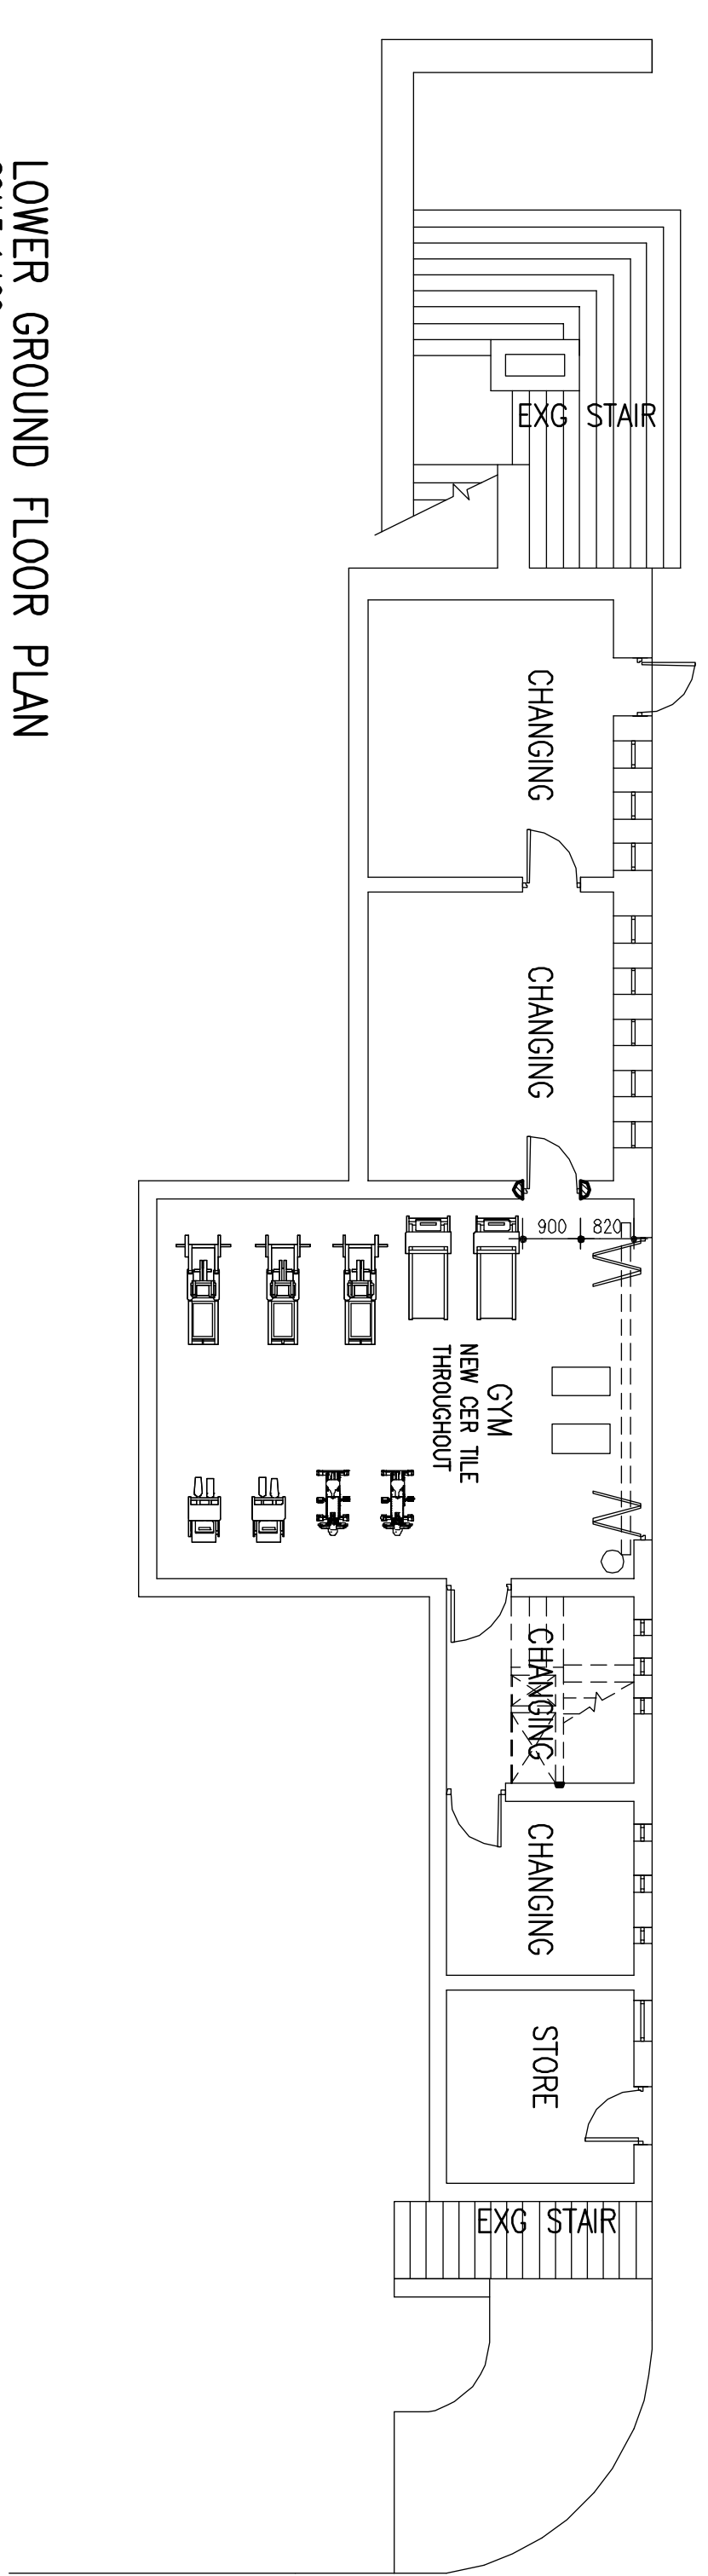 LOWER GROUND FLOOR PLAN
EXG STAIR
CHANGING
CHANGING
900
820
GYM
NEW CER TILE
THROUGHOUT
CHANGING
CHANGING
STORE
EXG STAIR